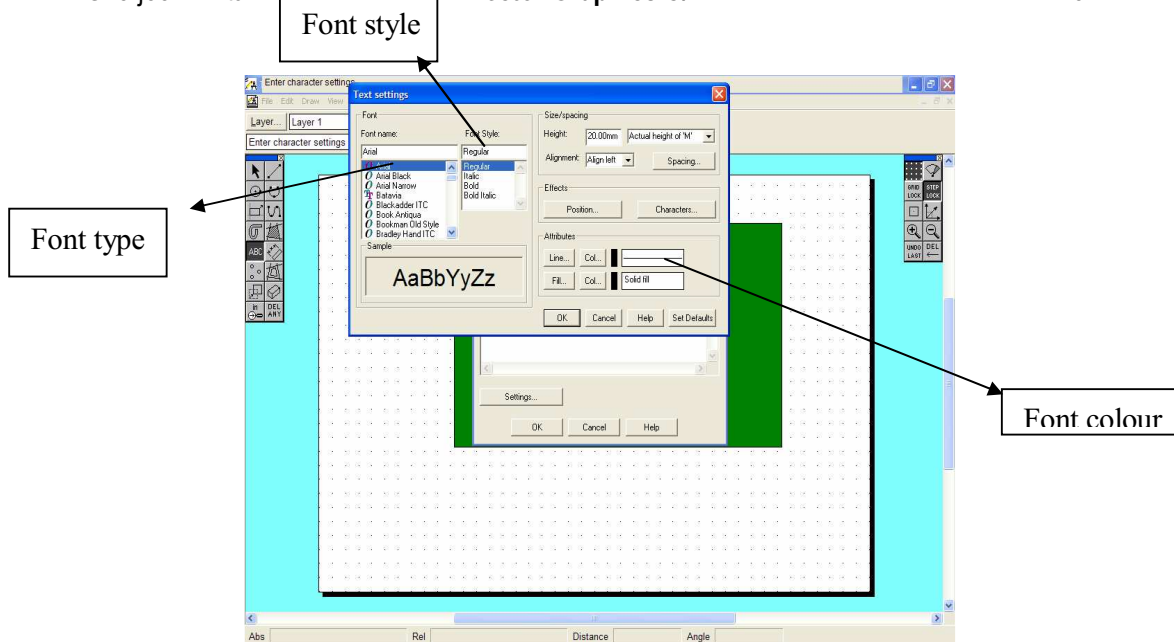 Font style
Enter character settings
File Edit Draw View
Layer... Layer 1
Enter character settings
Text settings
Font
Font name: Font Style:
Arial Regular
Arial Regular
Arial Black Italic
Arial Narrow Bold
Batavia Bold Italic
Blackadder ITC
Book Antiqua
Bookman Old Style
Bradley Hand ITC
Sample
AaBbYyZz
Size/spacing
Height: 20.00mm Actual height of 'M'
Alignment: Align left Spacing...
Effects
Position... Characters...
Attributes
Line... Col...
Fill... Col... Solid fill
OK Cancel Help Set Defaults
Font type
ABC
in DEL
ANY
GRID STEP
LOCK LOCK
UNDO DEL
LAST
Settings...
OK Cancel Help
Font colour
Abs Rel Distance Angle